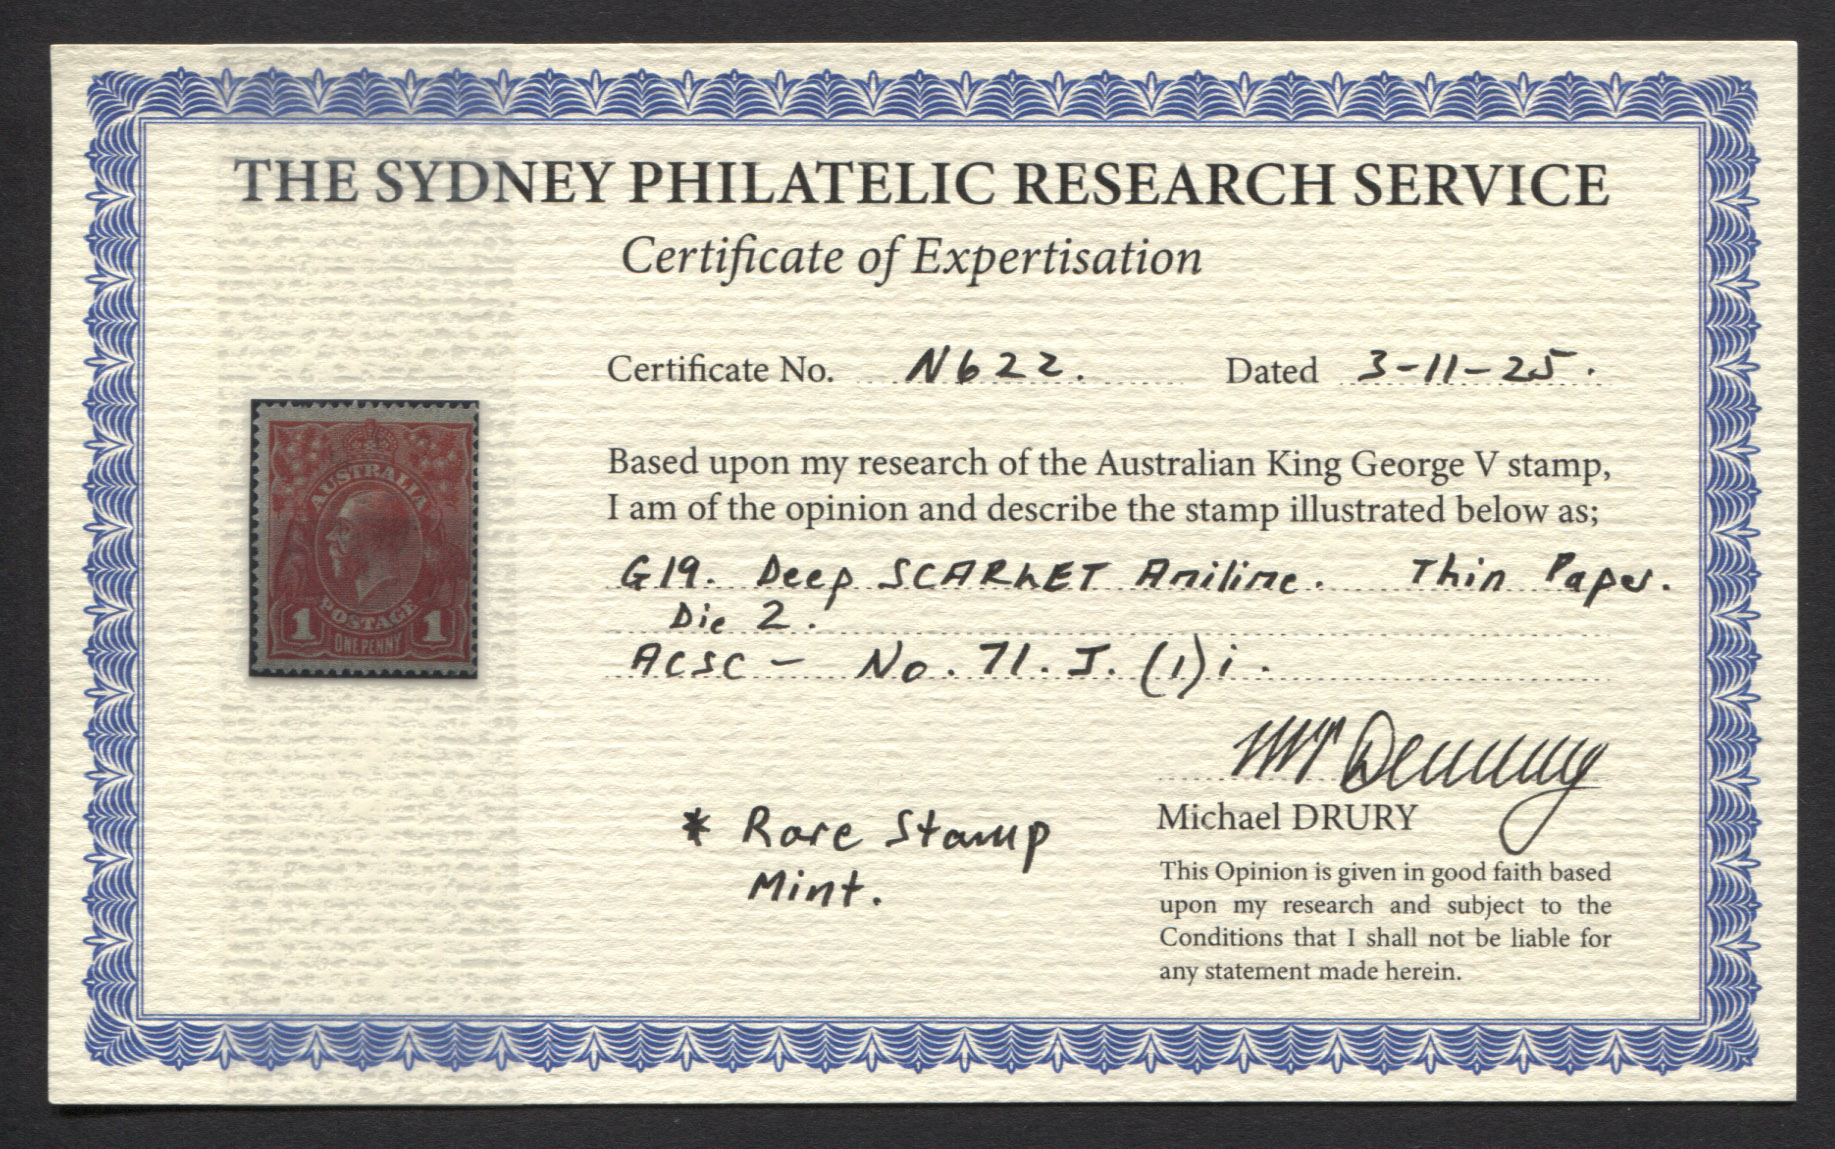 THE SYDNEY PHILATELIC RESEARCH SERVICE
Certificate of Expertisation
Certificate No. N622. Dated 3-11-25.
Based upon my research of the Australian King George V stamp,
I am of the opinion and describe the stamp illustrated below as;
G19. Deep SCARLET Aniline. Thin Paper.
Die 2.
ACSC - No. 71. J. (1) i.
AUSTRALIA
POSTAGE
1 ONE PENNY 1
Michael DRURY
* Rare Stamp
Mint.
This Opinion is given in good faith based
upon my research and subject to the
Conditions that I shall not be liable for
any statement made herein.